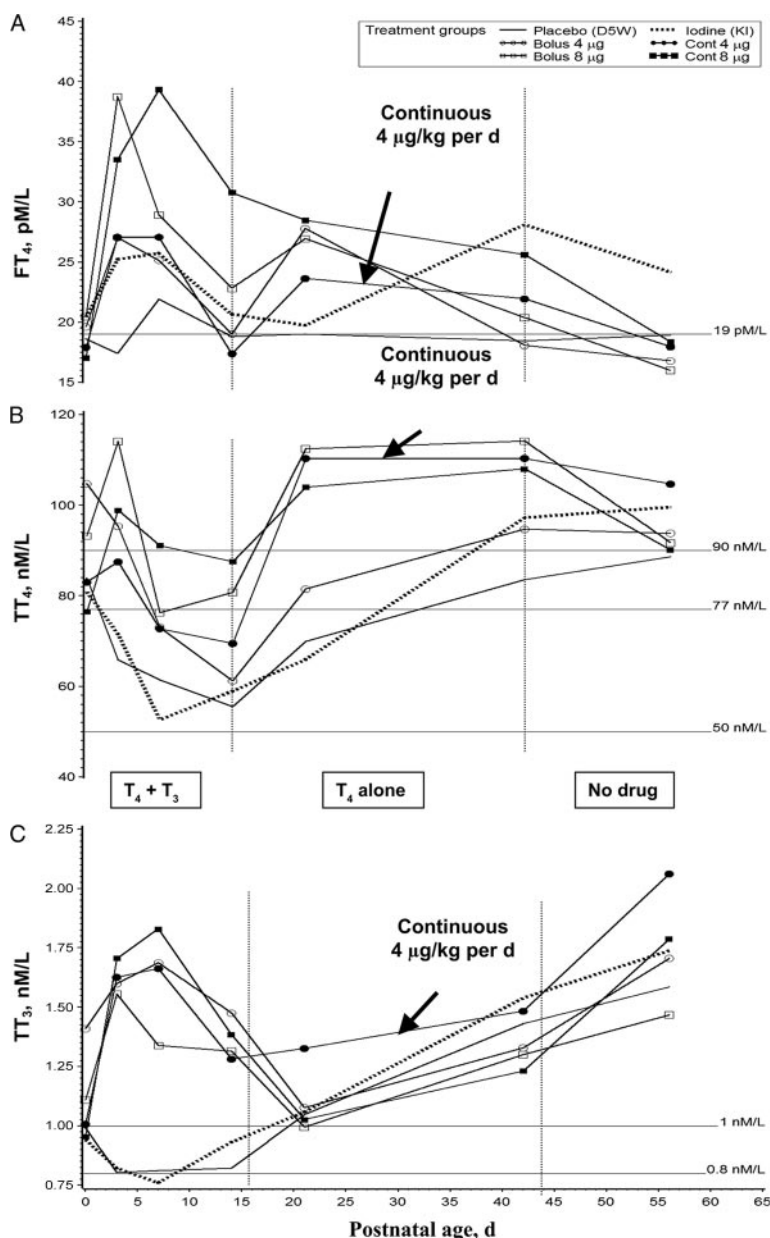 A
Treatment groups
Placebo (D5W)
Iodine (KI)
Bolus 4 µg
Cont 4 µg
Bolus 8 µg
Cont 8 µg
40
35
30
25
20
15
FT4, pM/L
Continuous
4 µg/kg per d
19 pM/L
Continuous
4 µg/kg per d
B
120
100
80
60
40
TT4, nM/L
90 nM/L
77 nM/L
50 nM/L
T4 + T3
T4 alone
No drug
C
2.25
2.00
1.75
1.50
1.25
1.00
0.75
TT3, nM/L
Continuous
4 µg/kg per d
1 nM/L
0.8 nM/L
0 5 10 15 20 25 30 35 40 45 50 55 60 65
Postnatal age, d